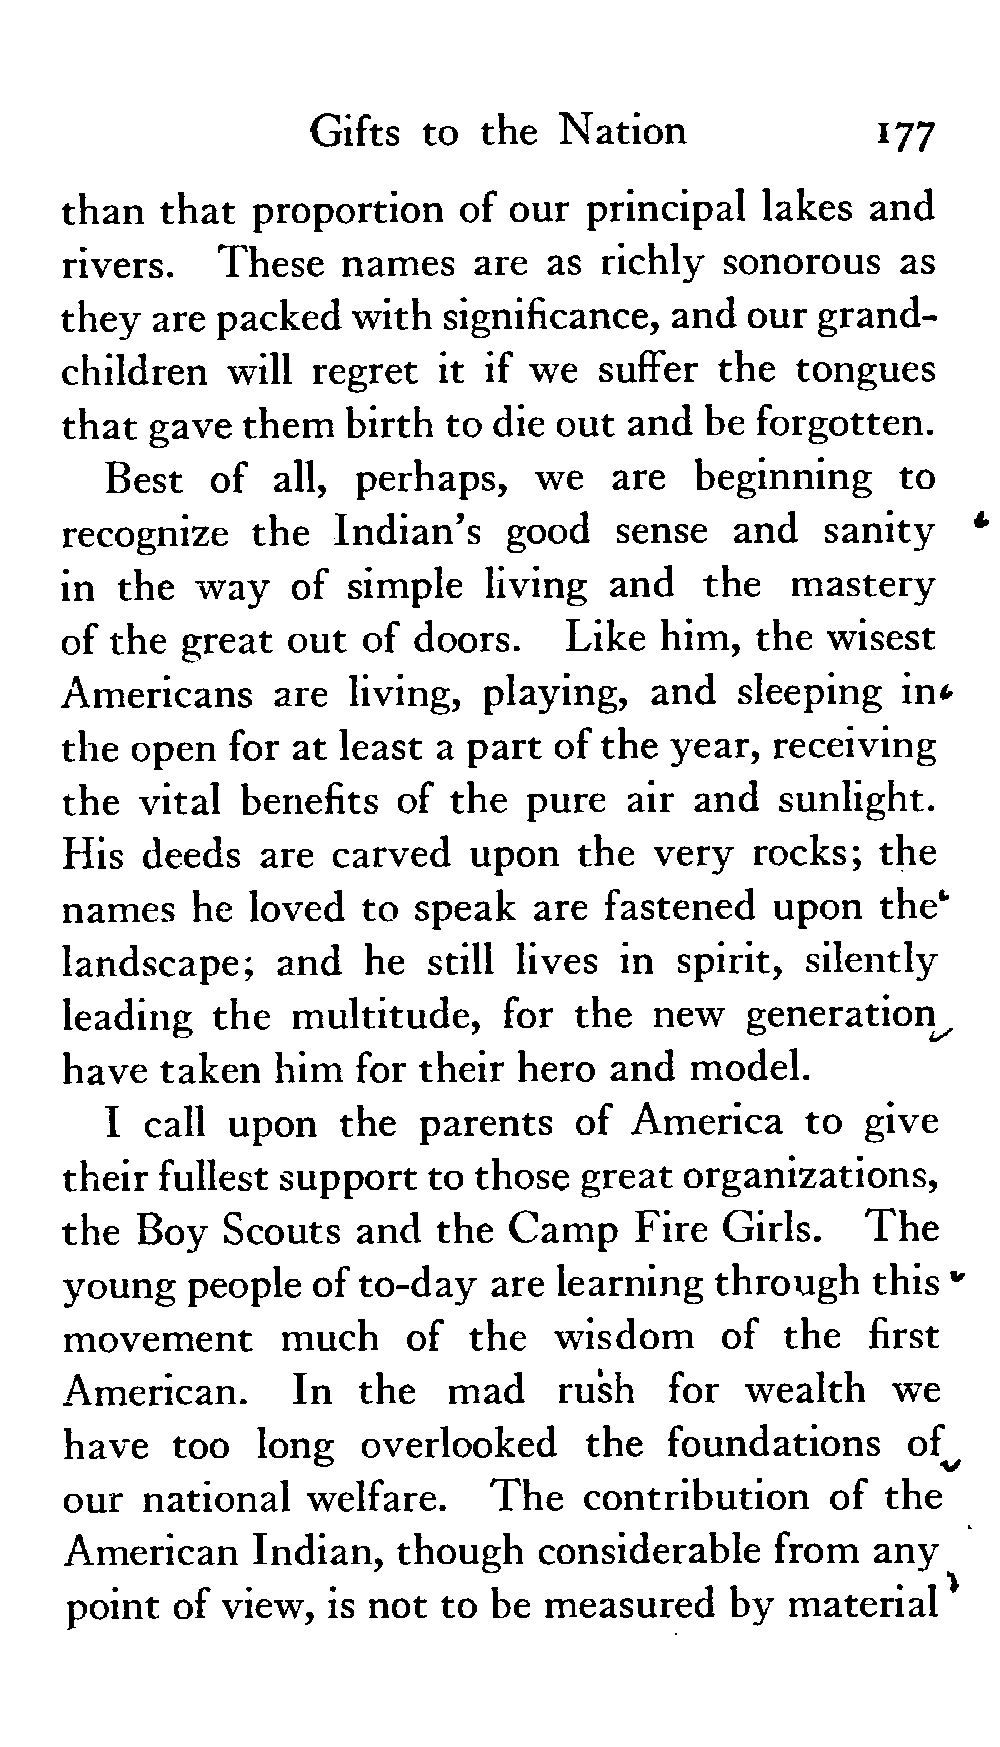 Gifts to the Nation 177
than that proportion of our principal lakes and
rivers. These names are as richly sonorous as
they are packed with significance, and our grand-
children will regret it if we suffer the tongues
that gave them birth to die out and be forgotten.
Best of all, perhaps, we are beginning to
recognize the Indian's good sense and sanity
in the way of simple living and the mastery
of the great out of doors. Like him, the wisest
Americans are living, playing, and sleeping in
the open for at least a part of the year, receiving
the vital benefits of the pure air and sunlight.
His deeds are carved upon the very rocks; the
names he loved to speak are fastened upon the
landscape; and he still lives in spirit, silently
leading the multitude, for the new generation
have taken him for their hero and model.
I call upon the parents of America to give
their fullest support to those great organizations,
the Boy Scouts and the Camp Fire Girls. The
young people of to-day are learning through this
movement much of the wisdom of the first
American. In the mad rush for wealth we
have too long overlooked the foundations of
our national welfare. The contribution of the
American Indian, though considerable from any
point of view, is not to be measured by material